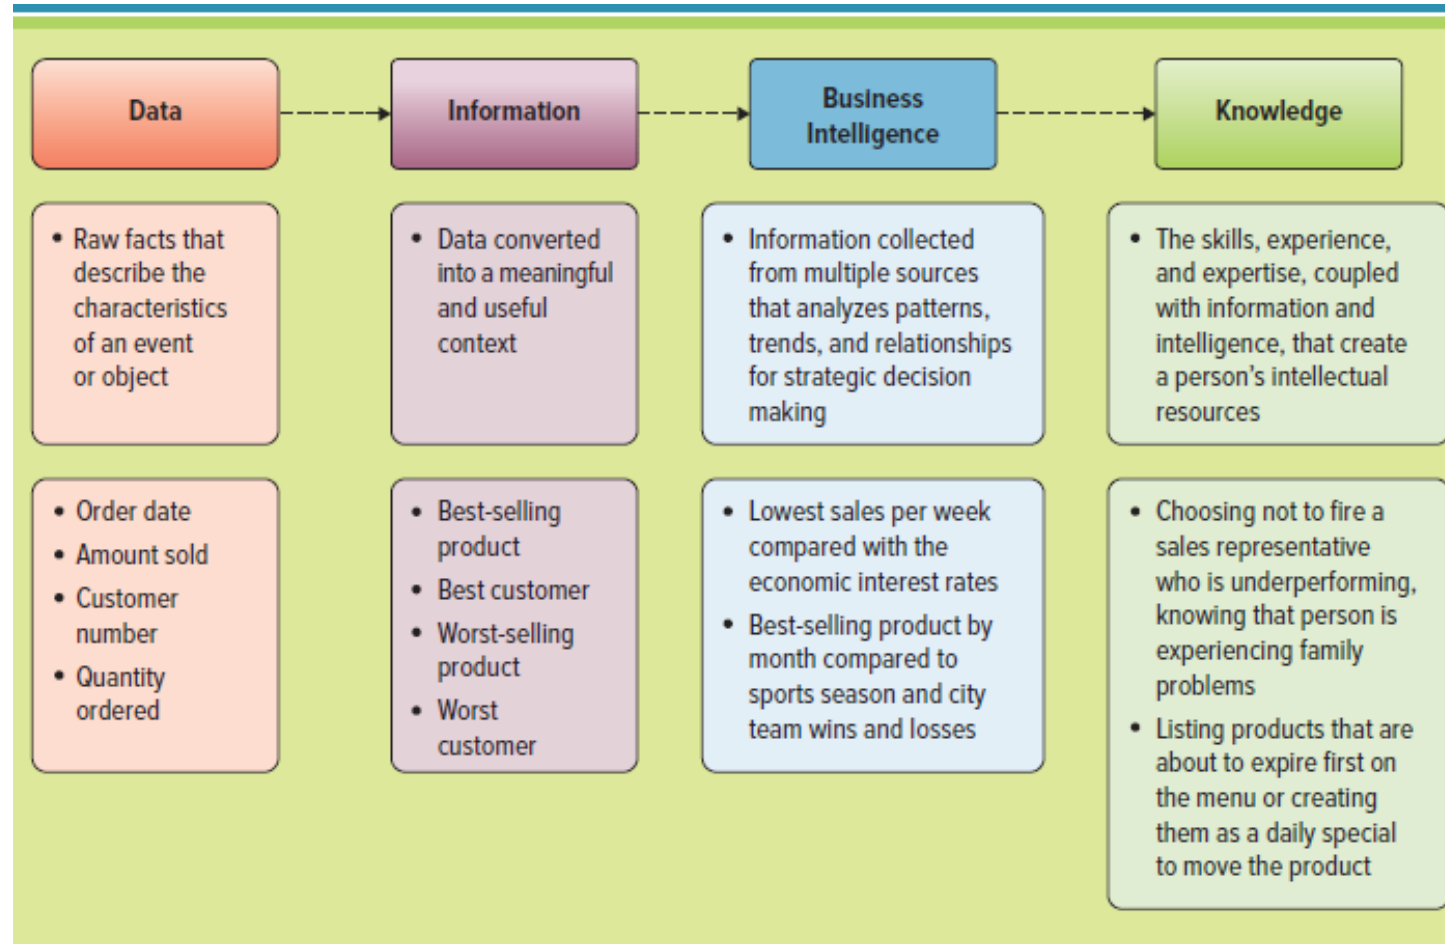 Data
Information
Business
Intelligence
Knowledge
• Raw facts that
describe the
characteristics
of an event
or object
• Data converted
into a meaningful
and useful
context
• Information collected
from multiple sources
that analyzes patterns,
trends, and relationships
for strategic decision
making
• The skills, experience,
and expertise, coupled
with information and
intelligence, that create
a person's intellectual
resources
• Order date
• Amount sold
• Customer
number
• Quantity
ordered
• Best-selling
product
• Best customer
• Worst-selling
product
• Worst
customer
• Lowest sales per week
compared with the
economic interest rates
• Best-selling product by
month compared to
sports season and city
team wins and losses
• Choosing not to fire a
sales representative
who is underperforming,
knowing that person is
experiencing family
problems
• Listing products that are
about to expire first on
the menu or creating
them as a daily special
to move the product